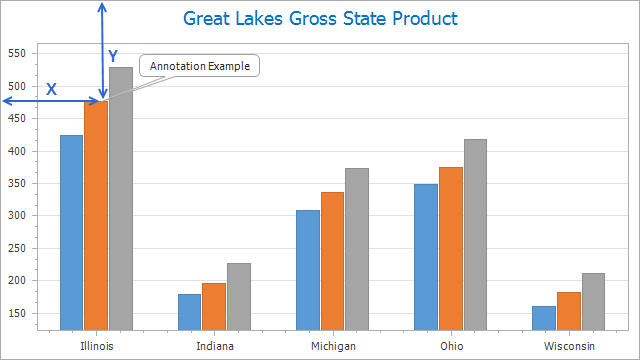 Great Lakes Gross State Product
Y
X
Annotation Example
550
500
450
400
350
300
250
200
150
Illinois Indiana Michigan Ohio Wisconsin